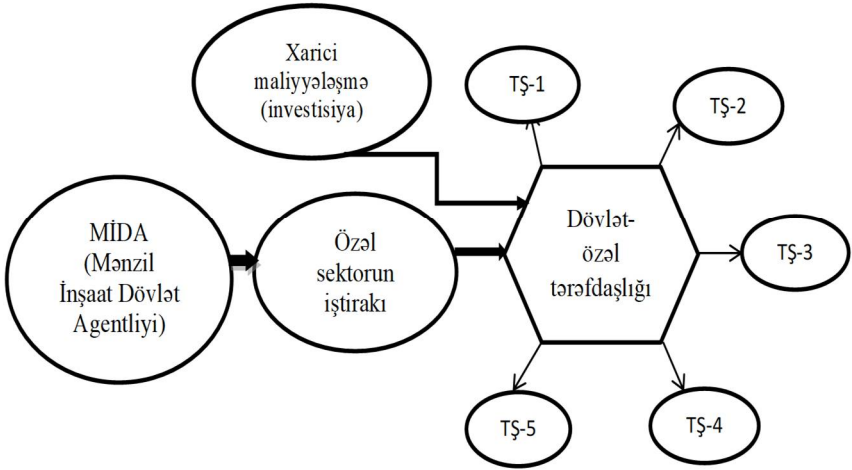 Xarici
maliyyələşmə
(investisiya)
TŞ-1
TŞ-2
MİDA
(Mənzil
İnşaat Dövlət
Agentliyi)
Özəl
sektorun
iştirakı
Dövlət-
özəl
tərəfdaşlığı
TŞ-3
TŞ-5
TŞ-4